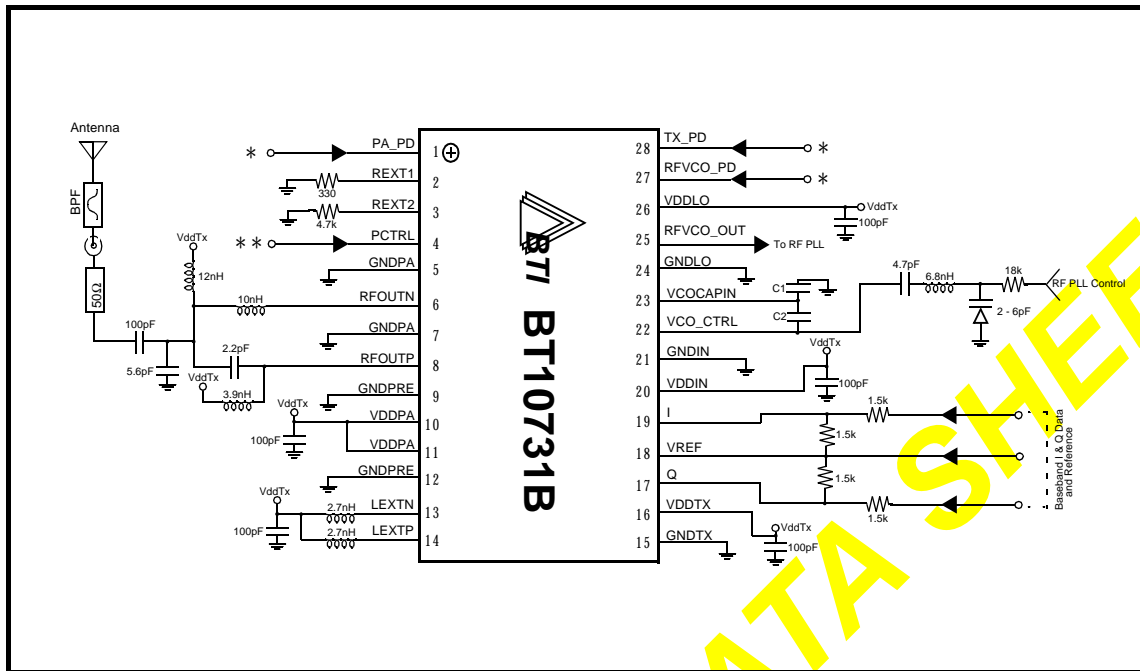 Antenna
BPF
50Ω
100pF
5.6pF
VddTx
12nH
10nH
2.2pF
VddTx
3.9nH
VddTx
100pF
VddTx
100pF
2.7nH
2.7nH
*
PA_PD
1
REXT1
330
2
REXT2
4.7k
3
**
PCTRL
4
GNDPA
5
RFOUTN
6
GNDPA
7
RFOUTP
8
GNDPRE
9
VDDPA
10
VDDPA
11
GNDPRE
12
LEXTN
13
LEXTP
14
BTI
BT10731B
28
TX_PD
*
27
RFVCO_PD
*
26
VDDLO
VddTx
100pF
25
RFVCO_OUT
To RF PLL
24
GNDLO
23
VCOCAPIN
C1
C2
22
VCO_CTRL
4.7pF
6.8nH
18k
RF PLL Control
2 - 6pF
21
GNDIN
20
VDDIN
VddTx
100pF
19
I
1.5k
1.5k
18
VREF
1.5k
17
Q
1.5k
Baseband I & Q Data
and Reference
16
VDDTX
VddTx
100pF
15
GNDTX
ATA SHEE